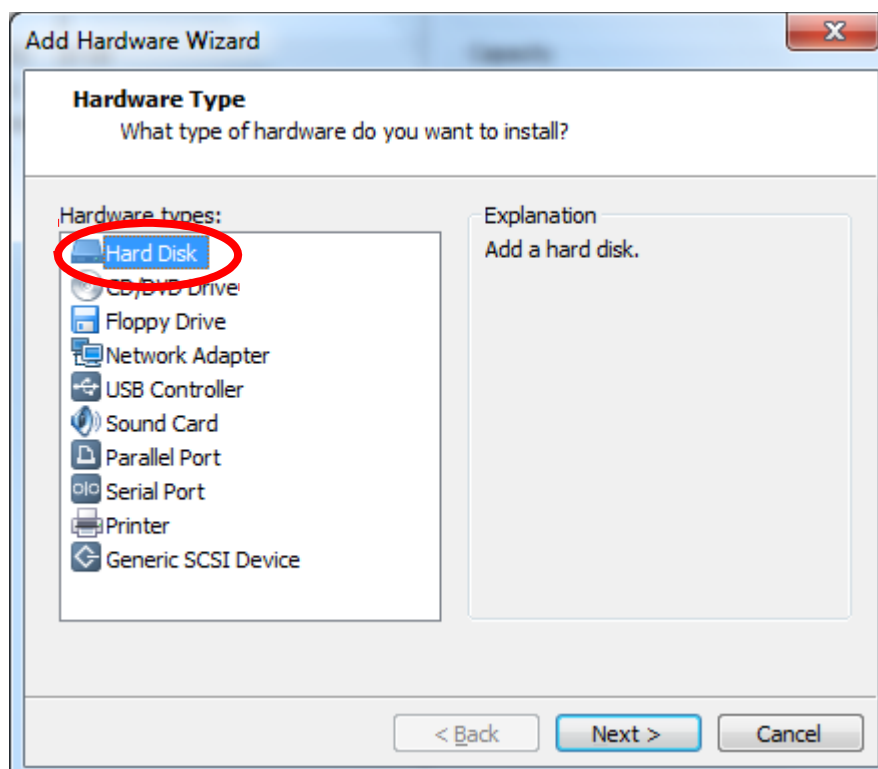 Add Hardware Wizard
Hardware Type
What type of hardware do you want to install?
Hardware types:
Hard Disk
CD/DVD Drive
Floppy Drive
Network Adapter
USB Controller
Sound Card
Parallel Port
Serial Port
Printer
Generic SCSI Device
Explanation
Add a hard disk.
< Back
Next >
Cancel